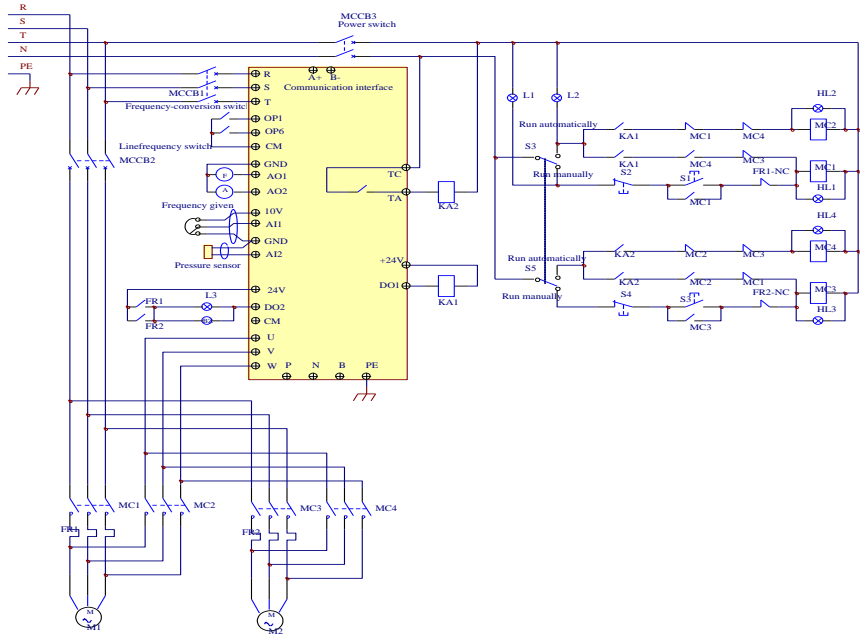 R
S
T
N
PE
MCCB3
Power switch
MCCB1
Frequency-conversion switc
Linefrequency switch
MCCB2
Frequency given
Pressure sensor
R
S
T
OP1
OP6
CM
GND
AO1
AO2
10V
AI1
GND
AI2
24V
DO2
CM
U
V
W
A+ B-
Communication interface
TC
TA
+24V
DO1
P N B PE
F
A
FR1
FR2
L3
KA2
KA1
L1
L2
Run automatically
S3
Run manually
KA1 MC1 MC4
HL2
MC2
KA1 MC4 MC3
MC1
S2 S1 FR1-NC
MC1
HL1
HL4
Run automatically
S5
Run manually
KA2 MC2 MC3
MC4
KA2 MC2 MC1
MC3
S4 S3 FR2-NC
MC3
HL3
MC1 MC2 MC3 MC4
FR1
FR2
M
M1
M
M2